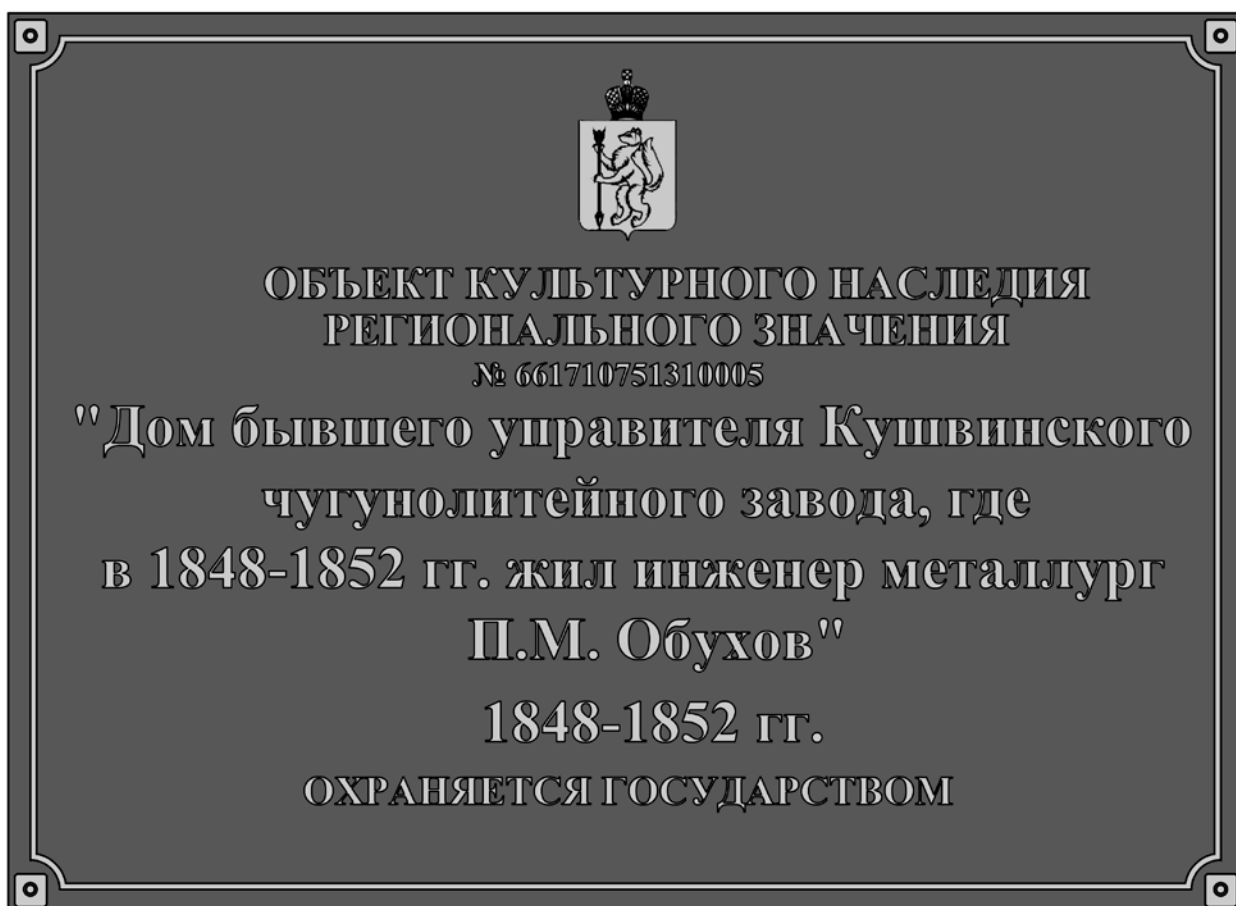 ОБЪЕКТ КУЛЬТУРНОГО НАСЛЕДИЯ
РЕГИОНАЛЬНОГО ЗНАЧЕНИЯ
№ 661710751310005
"Дом бывшего управителя Кушвинского
чугунолитейного завода, где
в 1848-1852 гг. жил инженер металлург
П.М. Обухов"
1848-1852 гг.
ОХРАНЯЕТСЯ ГОСУДАРСТВОМ